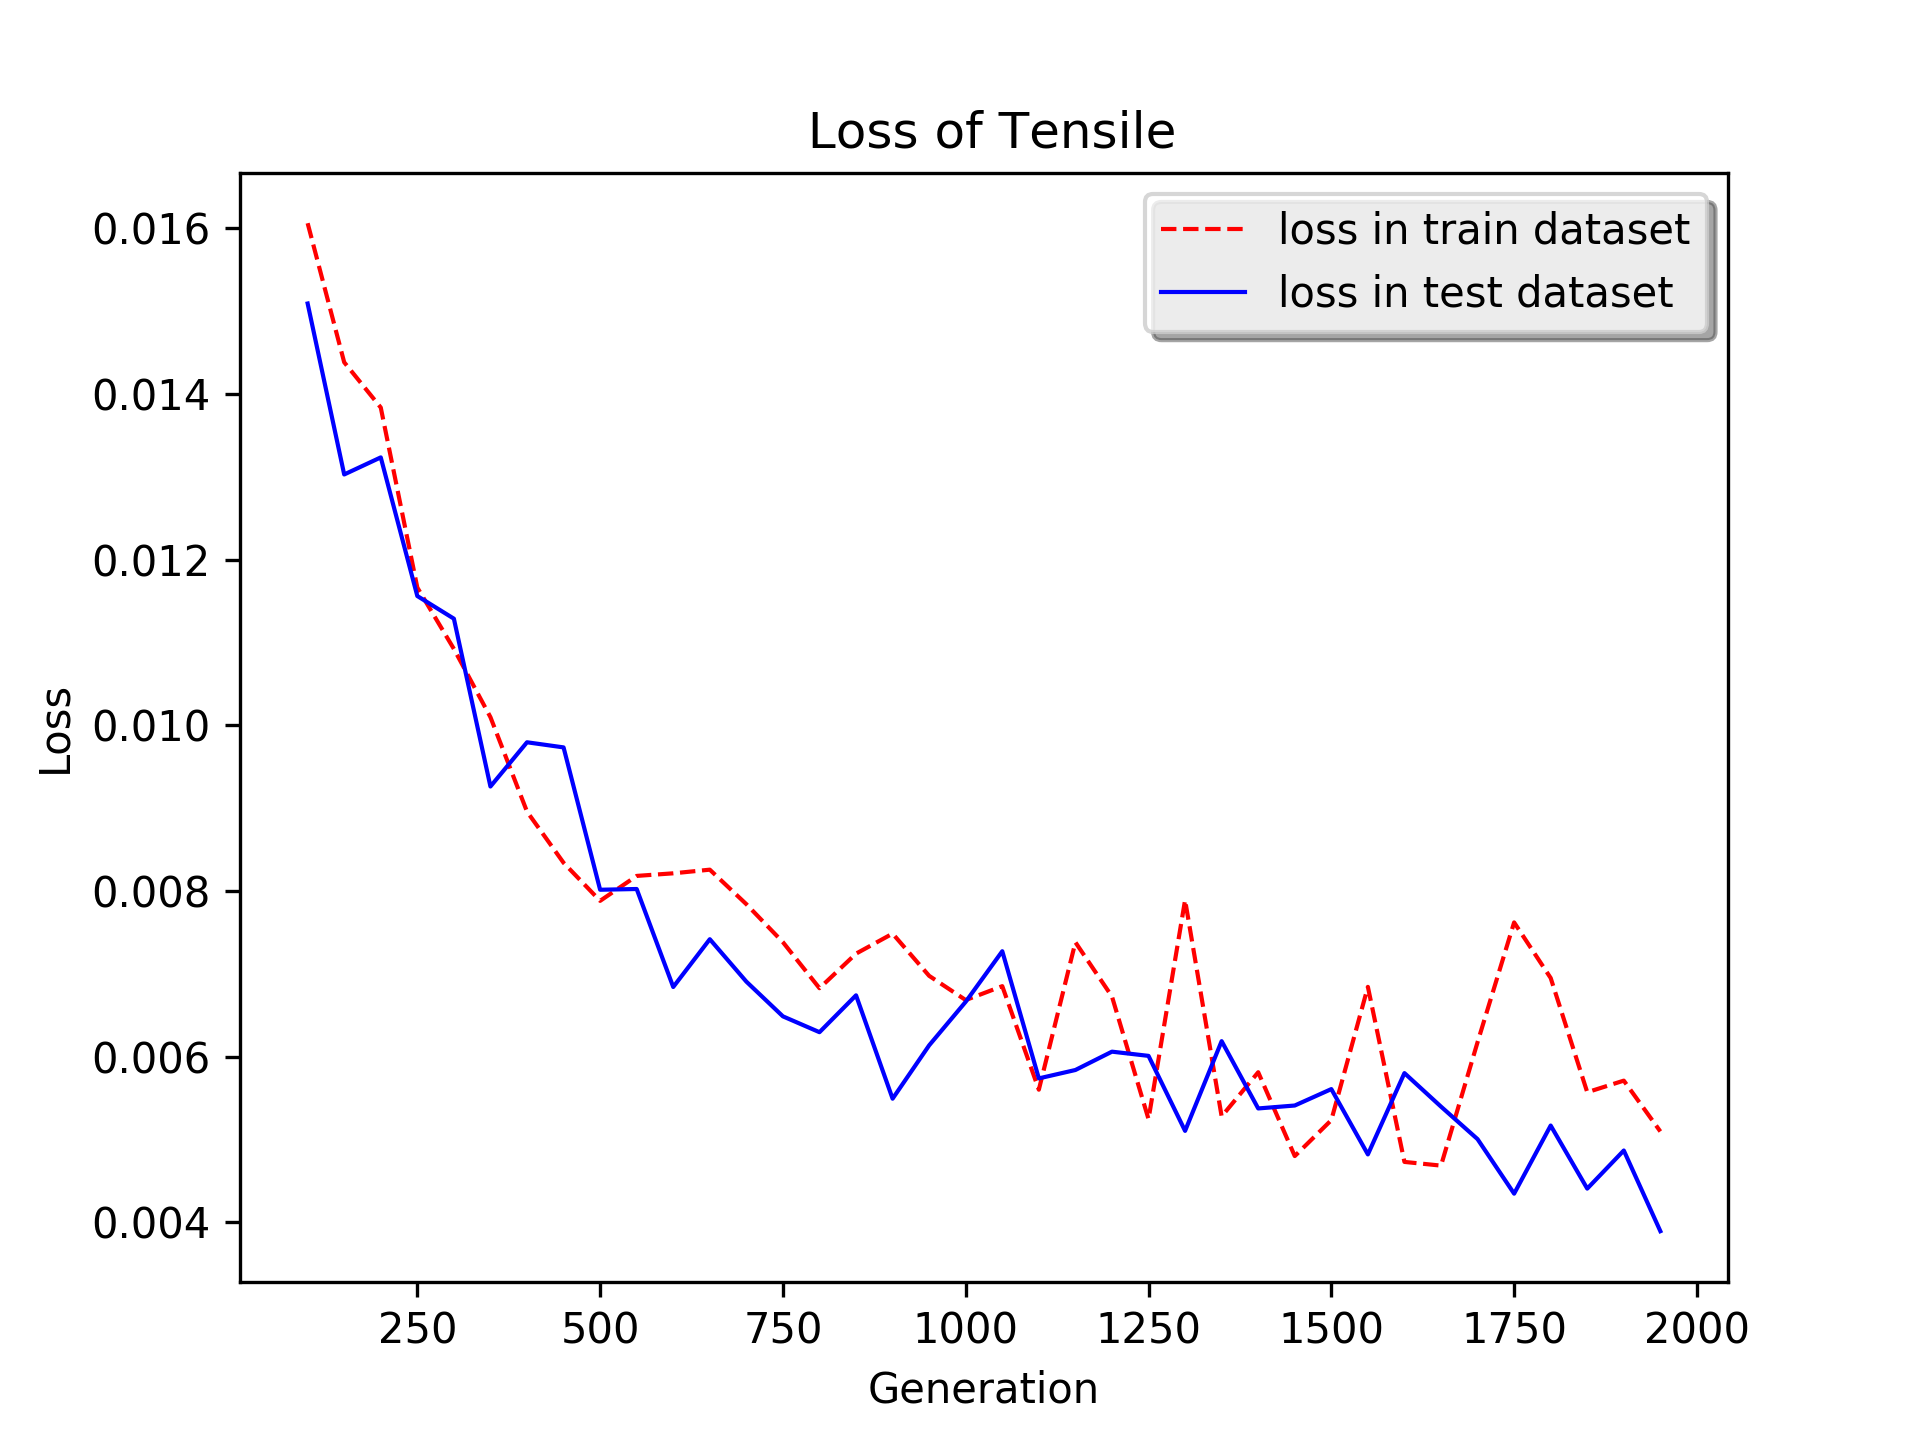 Loss of Tensile
loss in train dataset
loss in test dataset
0.016
0.014
0.012
0.010
0.008
0.006
0.004
Loss
250 500 750 1000 1250 1500 1750 2000
Generation